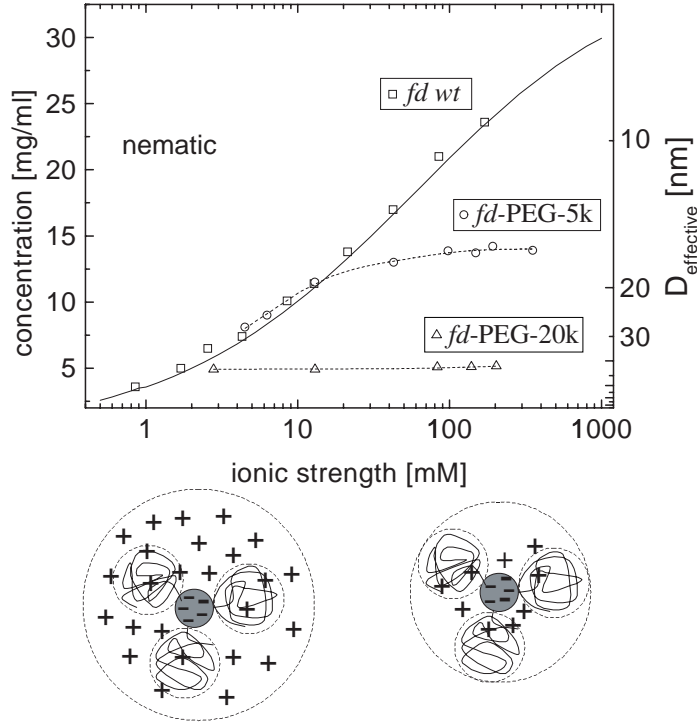 concentration [mg/ml]
30
25
20
15
10
5
nematic
fd wt
fd-PEG-5k
fd-PEG-20k
10
20
30
D effective [nm]
1
10
100
1000
ionic strength [mM]